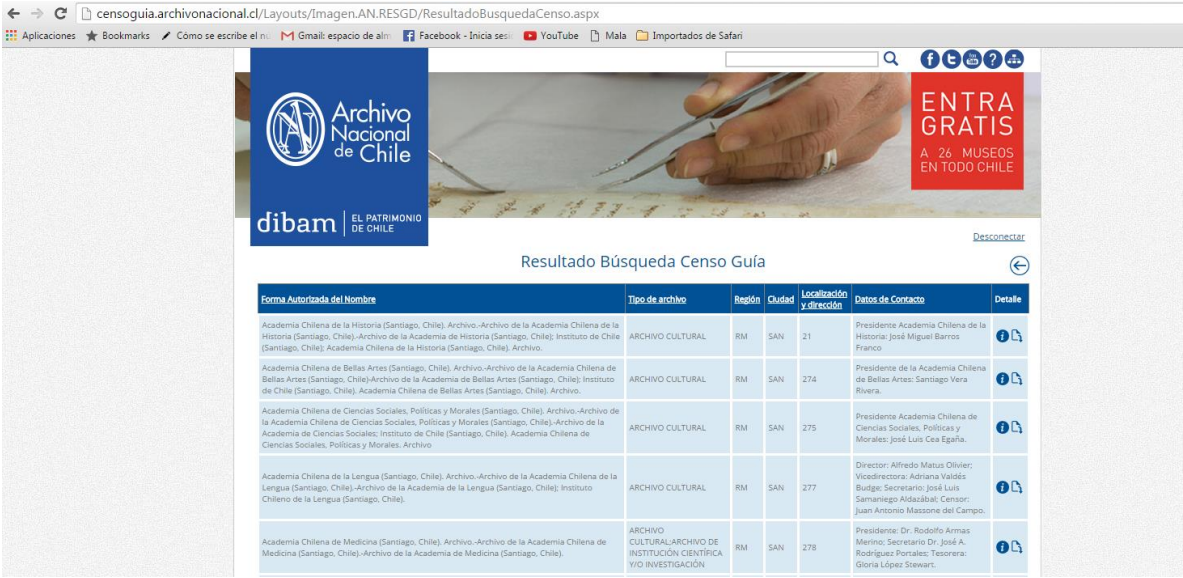 censoguia.archivonacional.cl/Layouts/Imagen.AN.RESGD/ResultadoBusquedaCenso.aspx
Aplicaciones Bookmarks Cómo se escribe el nú Gmail: espacio de alm Facebook - Inicia sesi YouTube Mala Importados de Safari
Archivo
Nacional
de Chile
dibam EL PATRIMONIO
DE CHILE
ENTRA
GRATIS
A 26 MUSEOS
EN TODO CHILE
Desconectar
Resultado Búsqueda Censo Guía
Forma Autorizada del Nombre
Tipo de archivo
Región
Ciudad
Localización
y dirección
Datos de Contacto
Detalle
Academia Chilena de la Historia (Santiago, Chile). Archivo.-Archivo de la Academia Chilena de la
Historia (Santiago, Chile).-Archivo de la Academia de Historia (Santiago, Chile); Instituto de Chile
(Santiago, Chile); Academia Chilena de la Historia (Santiago, Chile). Archivo.
ARCHIVO CULTURAL
RM
SAN
21
Presidente Academia Chilena de la
Historia: José Miguel Barros
Franco
Academia Chilena de Bellas Artes (Santiago, Chile). Archivo.-Archivo de la Academia Chilena de
Bellas Artes (Santiago, Chile)-Archivo de la Academia de Bellas Artes (Santiago, Chile); Instituto
de Chile (Santiago, Chile). Academia Chilena de Bellas Artes (Santiago, Chile). Archivo.
ARCHIVO CULTURAL
RM
SAN
274
Presidente de la Academia Chilena
de Bellas Artes: Santiago Vera
Rivera.
Academia Chilena de Ciencias Sociales, Políticas y Morales (Santiago, Chile). Archivo.-Archivo de
la Academia Chilena de Ciencias Sociales, Políticas y Morales (Santiago, Chile).-Archivo de la
Academia de Ciencias Sociales; Instituto de Chile (Santiago, Chile). Academia Chilena de
Ciencias Sociales, Políticas y Morales. Archivo
ARCHIVO CULTURAL
RM
SAN
275
Presidente Academia Chilena de
Ciencias Sociales, Políticas y
Morales: José Luis Cea Egaña.
Academia Chilena de la Lengua (Santiago, Chile). Archivo.-Archivo de la Academia Chilena de la
Lengua (Santiago, Chile).-Archivo de la Academia de la Lengua (Santiago, Chile); Instituto
Chileno de la Lengua (Santiago, Chile).
ARCHIVO CULTURAL
RM
SAN
277
Director: Alfredo Matus Olivier;
Vicedirectora: Adriana Valdés
Budge; Secretario: José Luis
Samaniego Aldazábal; Censor:
Juan Antonio Massone del Campo.
Academia Chilena de Medicina (Santiago, Chile). Archivo.-Archivo de la Academia Chilena de
Medicina (Santiago, Chile).-Archivo de la Academia de Medicina (Santiago, Chile).
ARCHIVO
CULTURAL;ARCHIVO DE
INSTITUCIÓN CIENTÍFICA
Y/O INVESTIGACIÓN
RM
SAN
278
Presidente: Dr. Rodolfo Armas
Merino; Secretario Dr. José A.
Rodríguez Portales; Tesorera:
Gloria López Stewart.